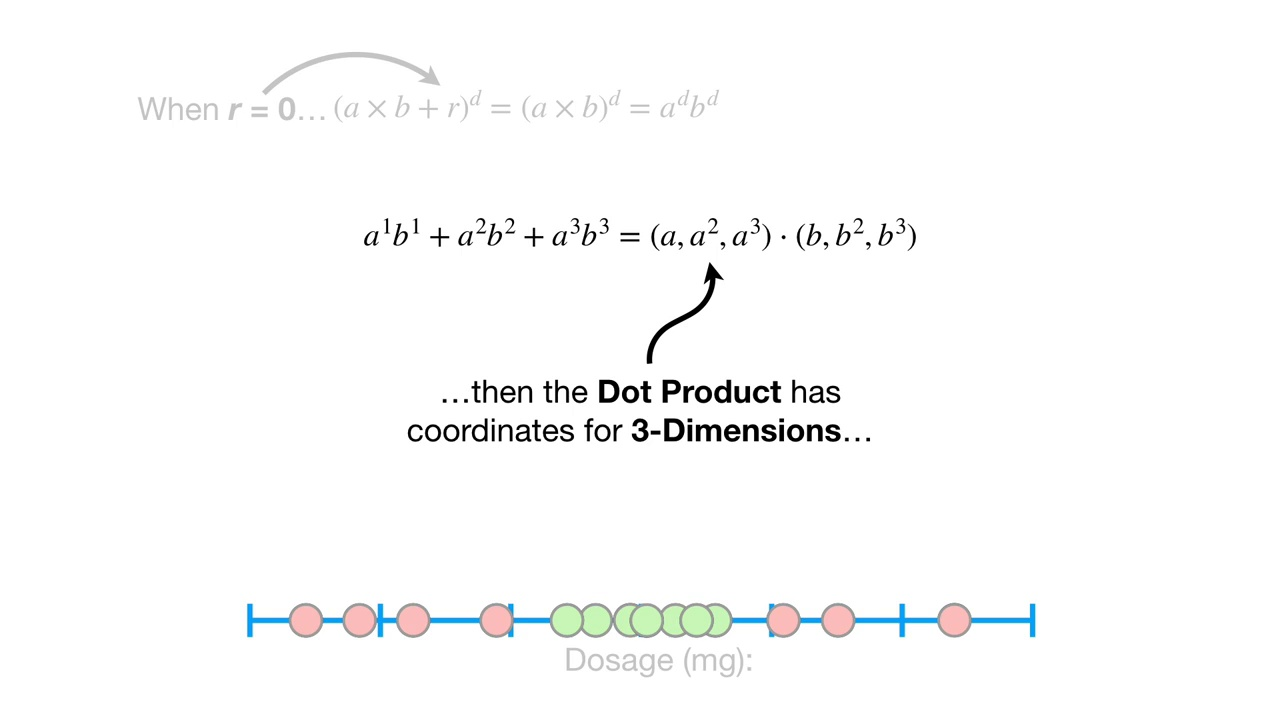 When r = 0… (a × b + r)^d = (a × b)^d = a^d b^d
a^1b^1 + a^2b^2 + a^3b^3 = (a, a^2, a^3) · (b, b^2, b^3)
…then the Dot Product has
coordinates for 3-Dimensions…
Dosage (mg):